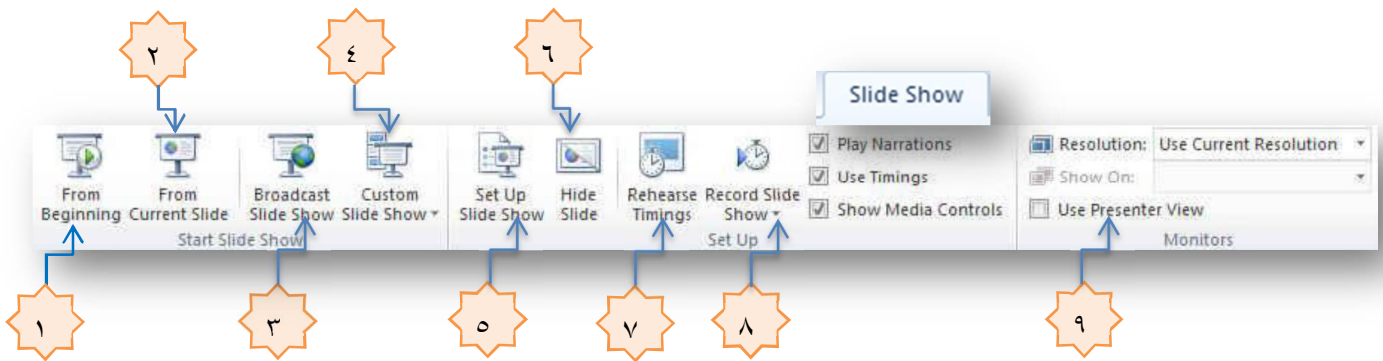 ٢
٤
٦
Slide Show
From
Beginning
From
Current Slide
Broadcast
Slide Show
Custom
Slide Show
Set Up
Slide Show
Hide
Slide
Rehearse
Timings
Record Slide
Show
Play Narrations
Use Timings
Show Media Controls
Resolution: Use Current Resolution
Show On:
Use Presenter View
Start Slide Show
Set Up
Monitors
١
٣
٥
٧
٨
٩